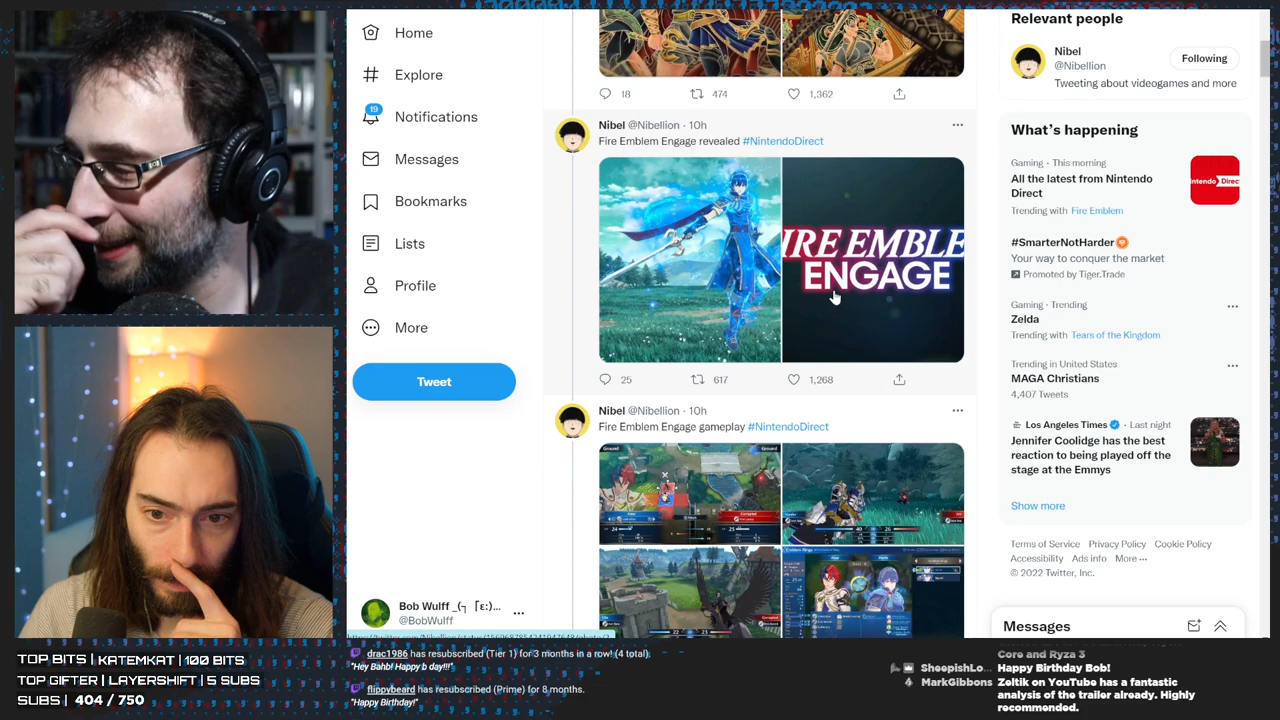 Home
Explore
19
Notifications
Messages
Bookmarks
Lists
Profile
More
Tweet
Bob Wulff _(┐「ε:)...
@BobWulff
18
474
1,362
Nibel @Nibellion · 10h
Fire Emblem Engage revealed #NintendoDirect
FIRE EMBLE
ENGAGE
25
617
1,268
Nibel @Nibellion · 10h
Fire Emblem Engage gameplay #NintendoDirect
Relevant people
Nibel
@Nibellion
Following
Tweeting about videogames and more
What's happening
Gaming · This morning
All the latest from Nintendo
Direct
Trending with Fire Emblem
#SmarterNotHarder
Your way to conquer the market
Promoted by Tiger.Trade
Gaming · Trending
Zelda
Trending with Tears of the Kingdom
Trending in United States
MAGA Christians
4,407 Tweets
Los Angeles Times · Last night
Jennifer Coolidge has the best
reaction to being played off the
stage at the Emmys
Show more
Terms of Service Privacy Policy Cookie Policy
Accessibility Ads info More ···
© 2022 Twitter, Inc.
Messages
TOP BITS | KATEMKAT | 100 BITS
TOP GIFTER | LAYERSHIFT | 5 SUBS
SUBS | 404 / 750
drac1986 has resubscribed (Tier 1) for 3 months in a row! (4 total).
"Hey Bahb! Happy b day!!!"
flippybeard has resubscribed (Prime) for 8 months.
"Happy Birthday!"
Core and Ryza 3
SheepishLo... Happy Birthday Bob!
MarkGibbons Zeltik on YouTube has a fantastic
analysis of the trailer already. Highly
recommended.